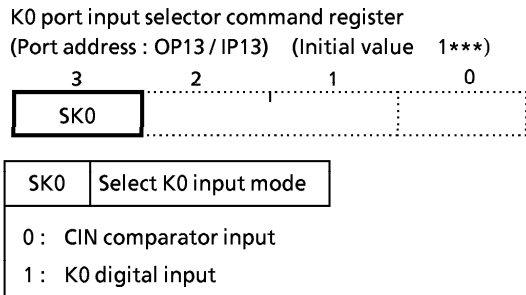 K0 port input selector command register
(Port address : OP13 / IP13) (Initial value 1***)
3 2 1 0
SK0
SK0 Select K0 input mode
0 : CIN comparator input
1 : K0 digital input